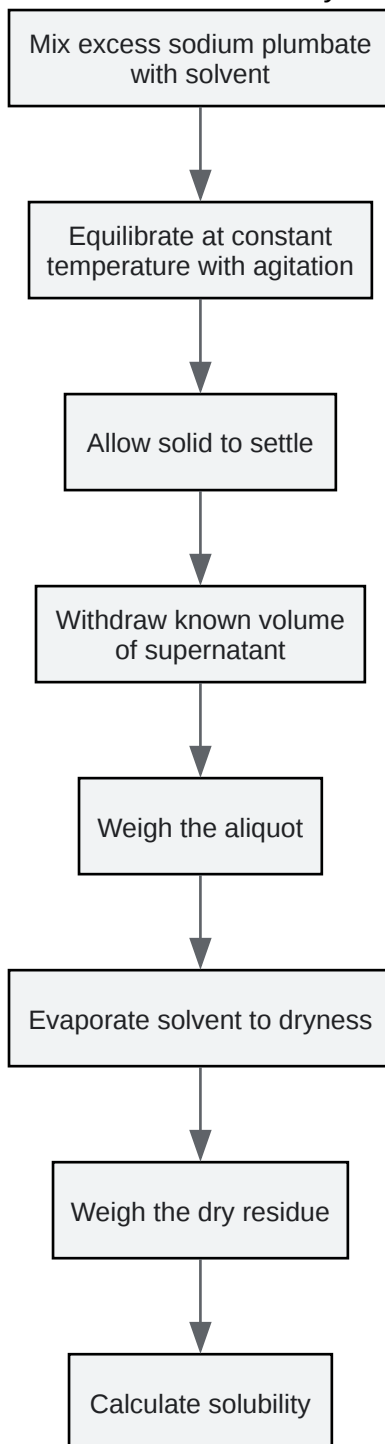 Mix excess sodium plumbate
with solvent
Equilibrate at constant
temperature with agitation
Allow solid to settle
Withdraw known volume
of supernatant
Weigh the aliquot
Evaporate solvent to dryness
Weigh the dry residue
Calculate solubility